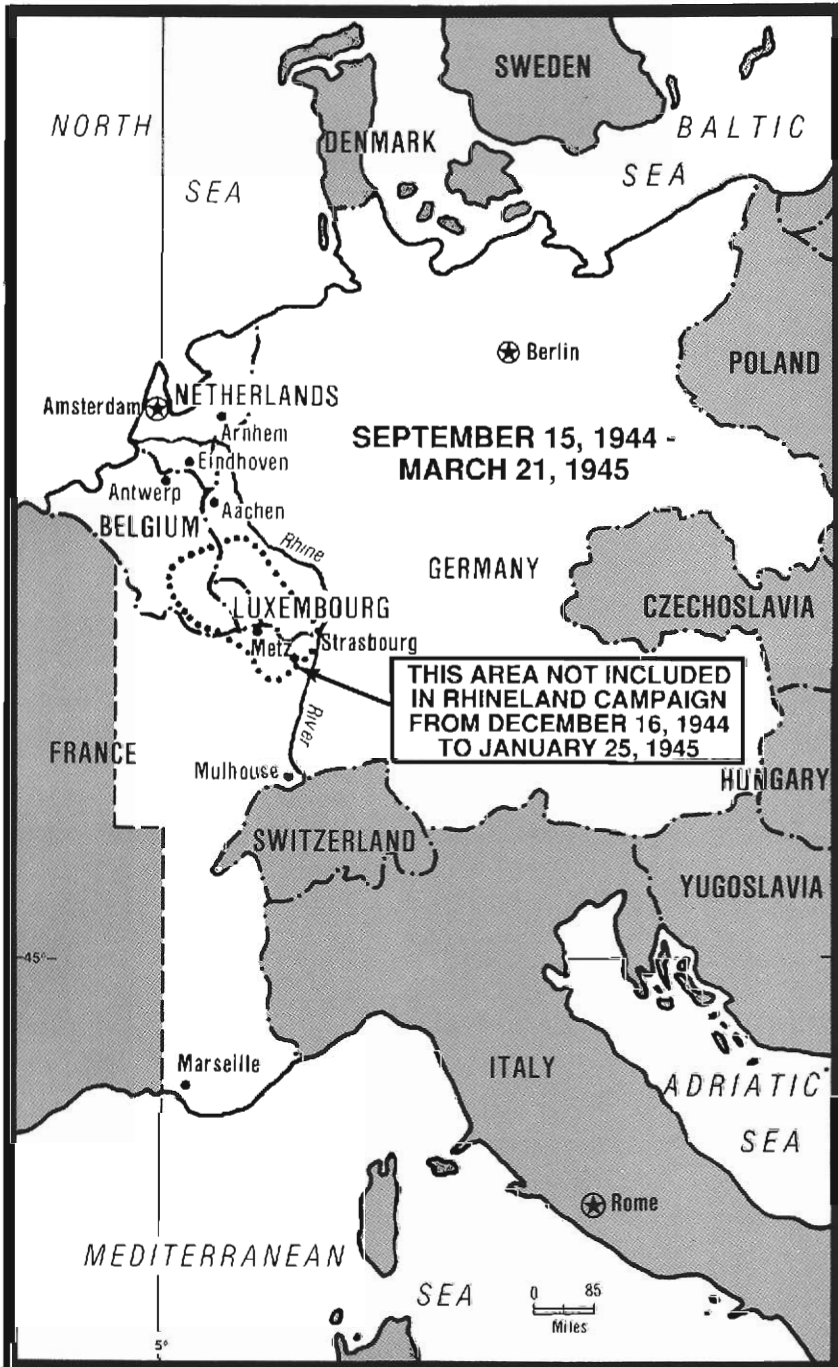 SWEDEN
NORTH
BALTIC
DENMARK
SEA
SEA
Berlin
POLAND
NETHERLANDS
Amsterdam
Arnhem
SEPTEMBER 15, 1944 -
MARCH 21, 1945
Eindhoven
Antwerp
Aachen
BELGIUM
Rhine
GERMANY
LUXEMBOURG
CZECHOSLAVIA
Metz
Strasbourg
THIS AREA NOT INCLUDED
IN RHINELAND CAMPAIGN
FROM DECEMBER 16, 1944
TO JANUARY 25, 1945
River
FRANCE
Mulhouse
HUNGARY
SWITZERLAND
YUGOSLAVIA
45°
Marseille
ITALY
ADRIATIC
SEA
Rome
MEDITERRANEAN
SEA
0 85
Miles
5°